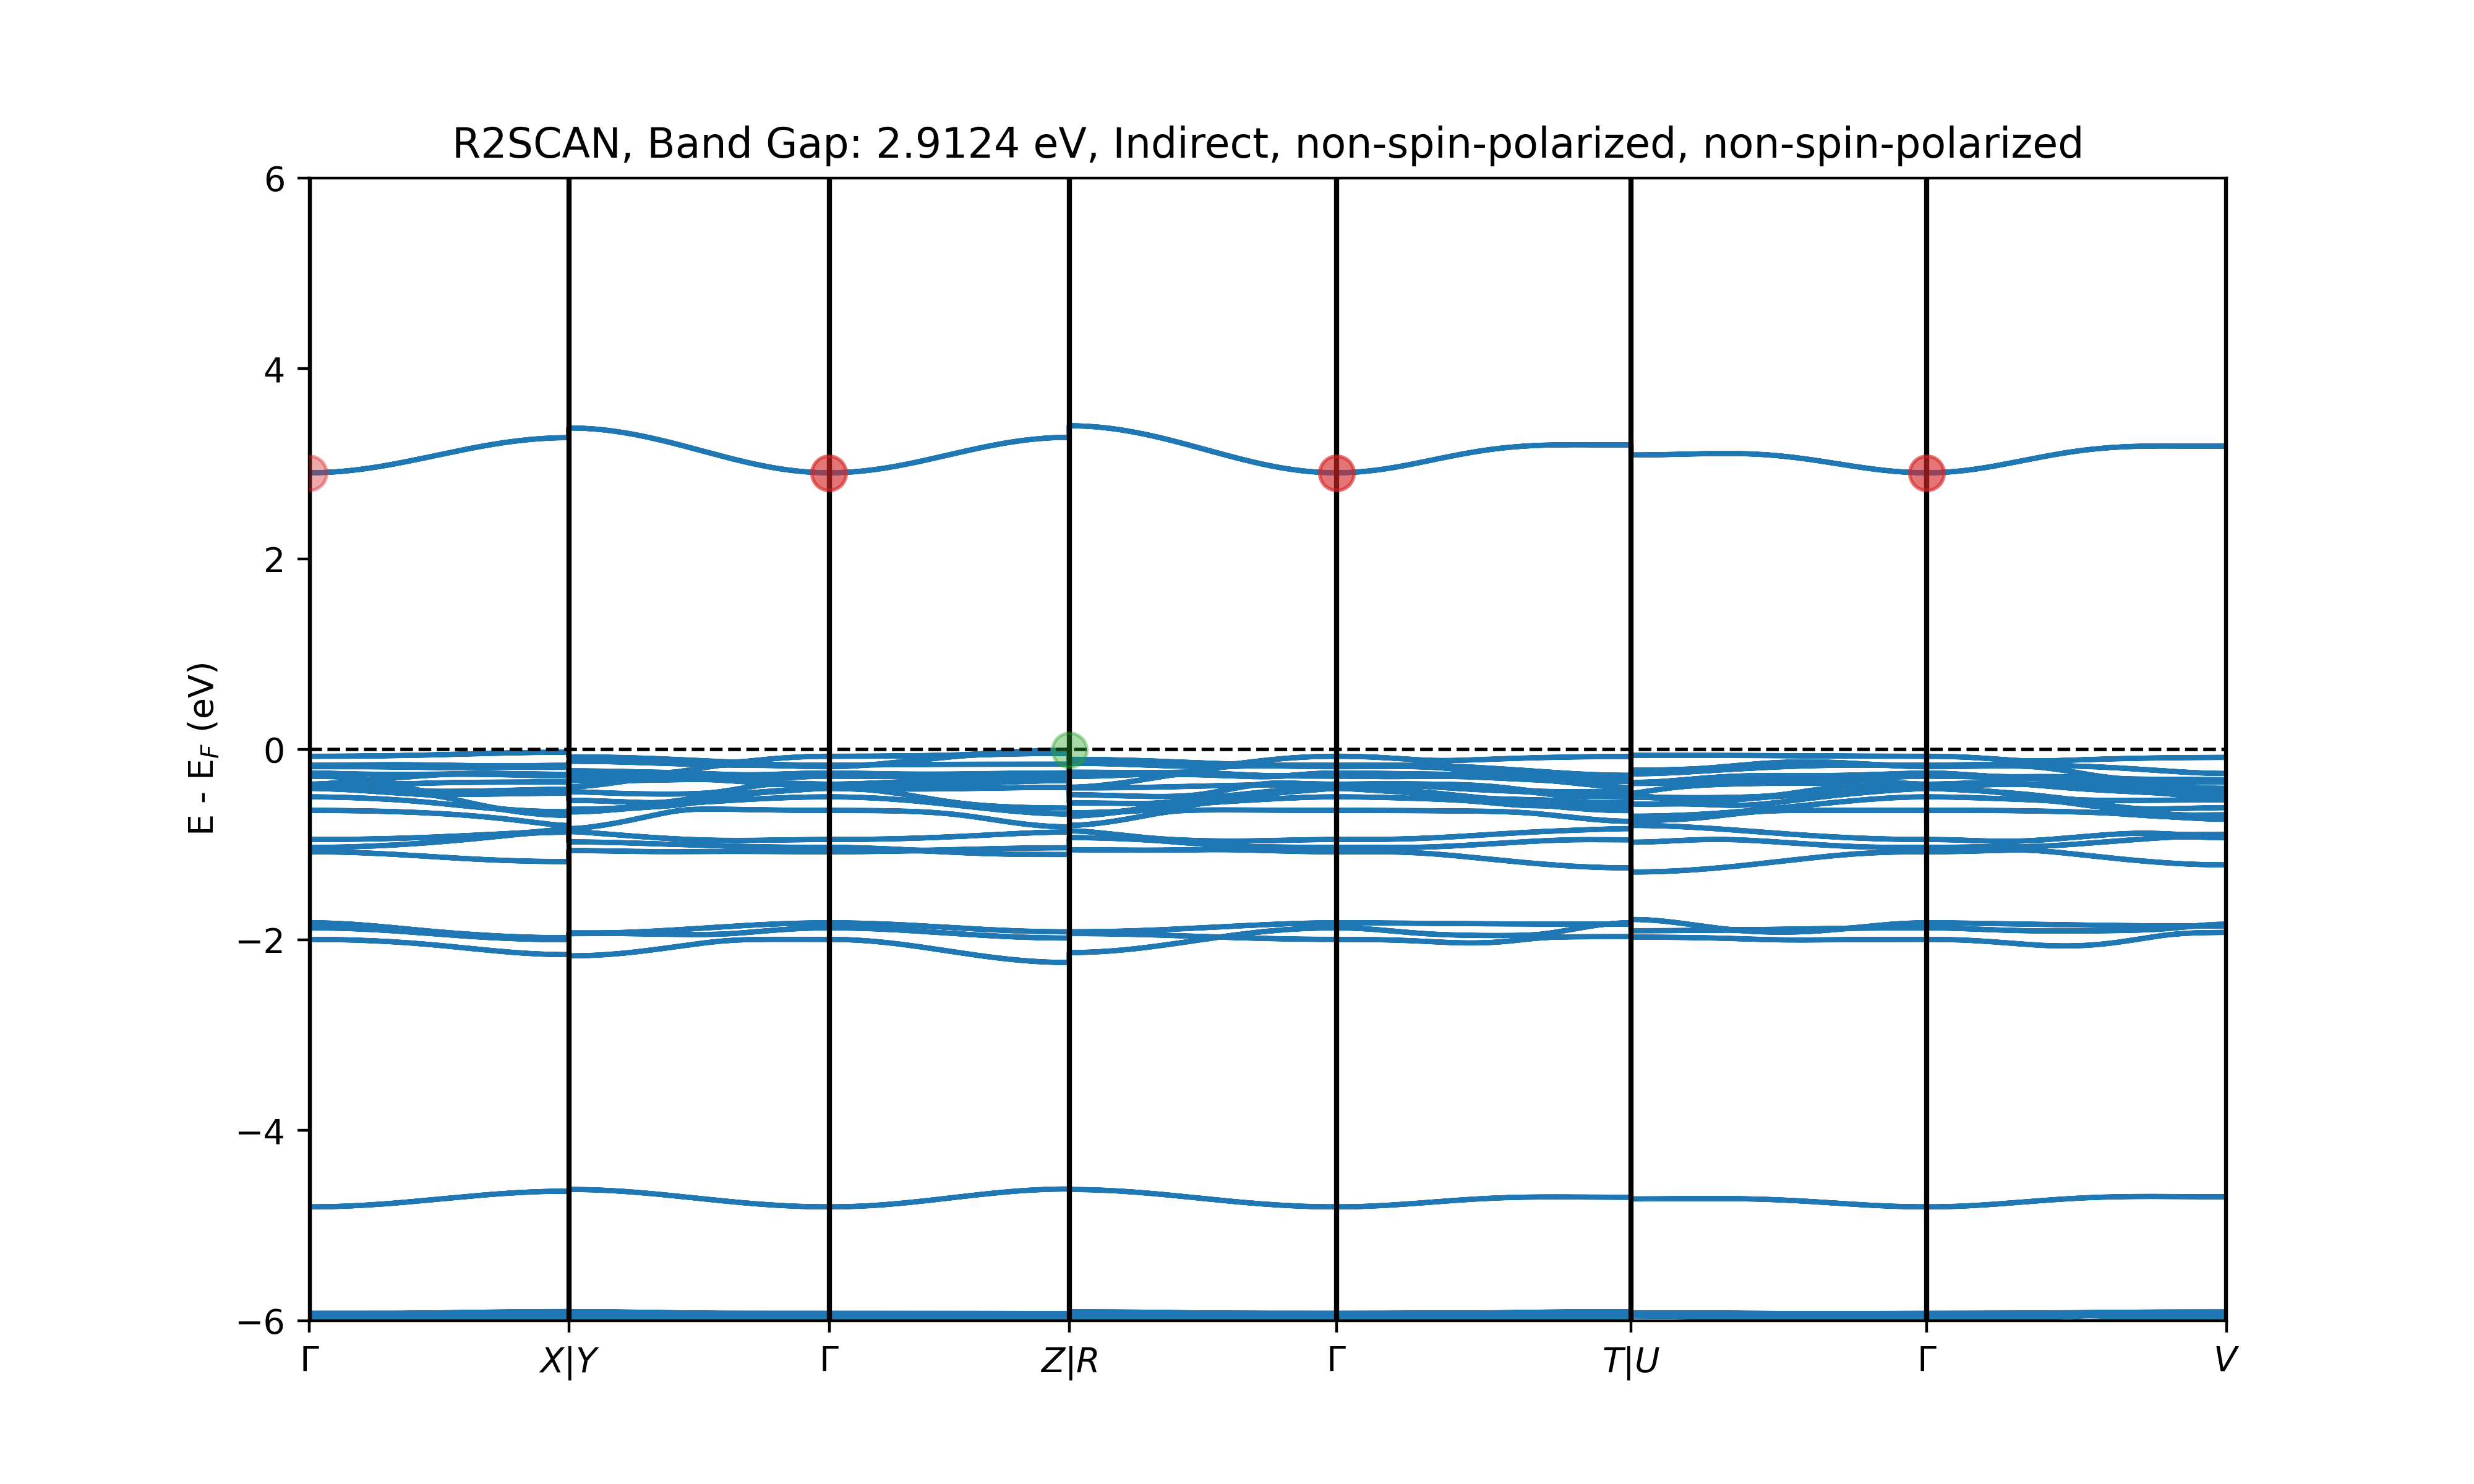 R2SCAN, Band Gap: 2.9124 eV, Indirect, non-spin-polarized, non-spin-polarized
6
4
2
0
−2
−4
−6
E - E_F (eV)
Γ X|Y Γ Z|R Γ T|U Γ V